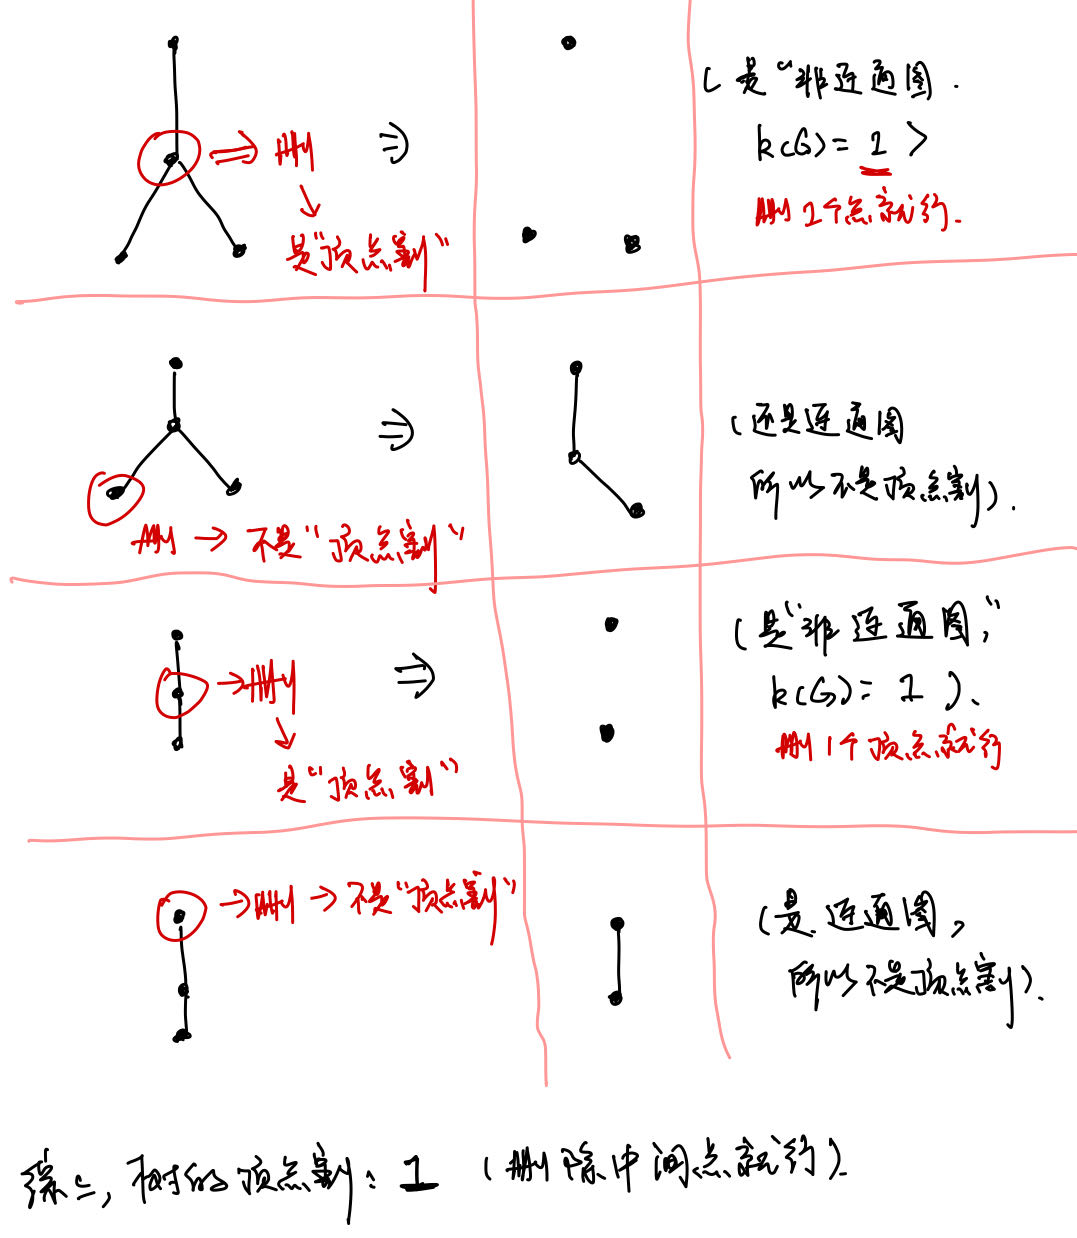 删
是“顶点割”
(是“非连通图.
k(G)=1>
删1个点就行.
删 → 不是“顶点割”
(还是连通图
所以不是顶点割).
→删
是“顶点割”
(是“非连通图,”
k(G)=1).
删1个顶点就行
→删→不是“顶点割”
(是.连通图,
所以不是顶点割).
综上,树的顶点割:1 (删除中间点就行).